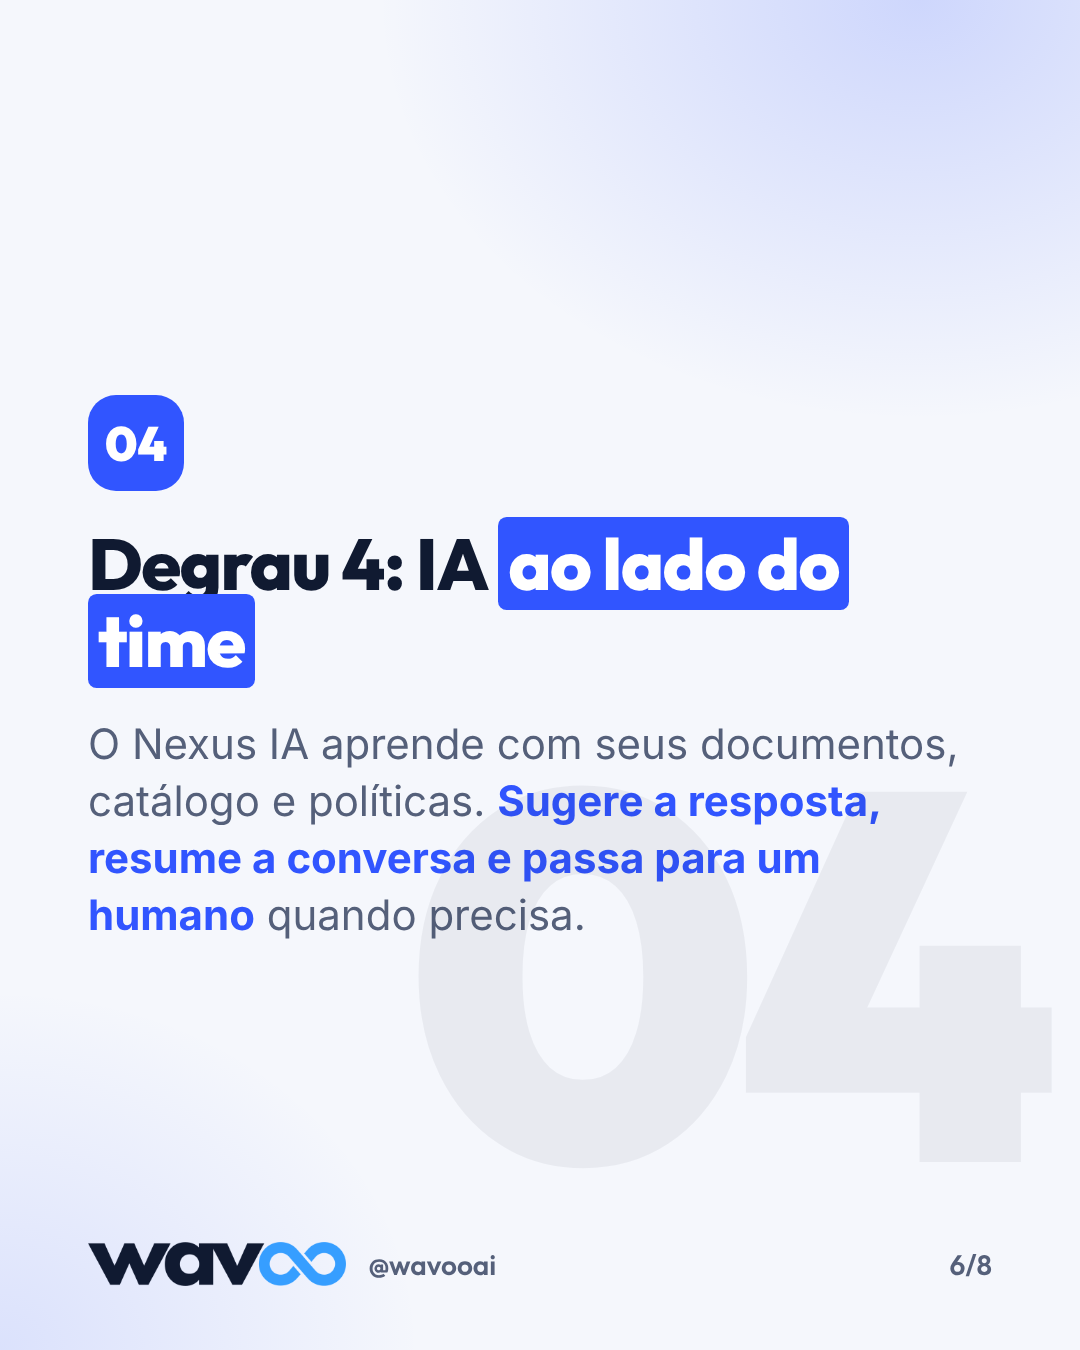 04
Degrau 4: IA ao lado do
time
O Nexus IA aprende com seus documentos,
catálogo e políticas. Sugere a resposta,
resume a conversa e passa para um
humano quando precisa.
04
wavoo @wavooai 6/8